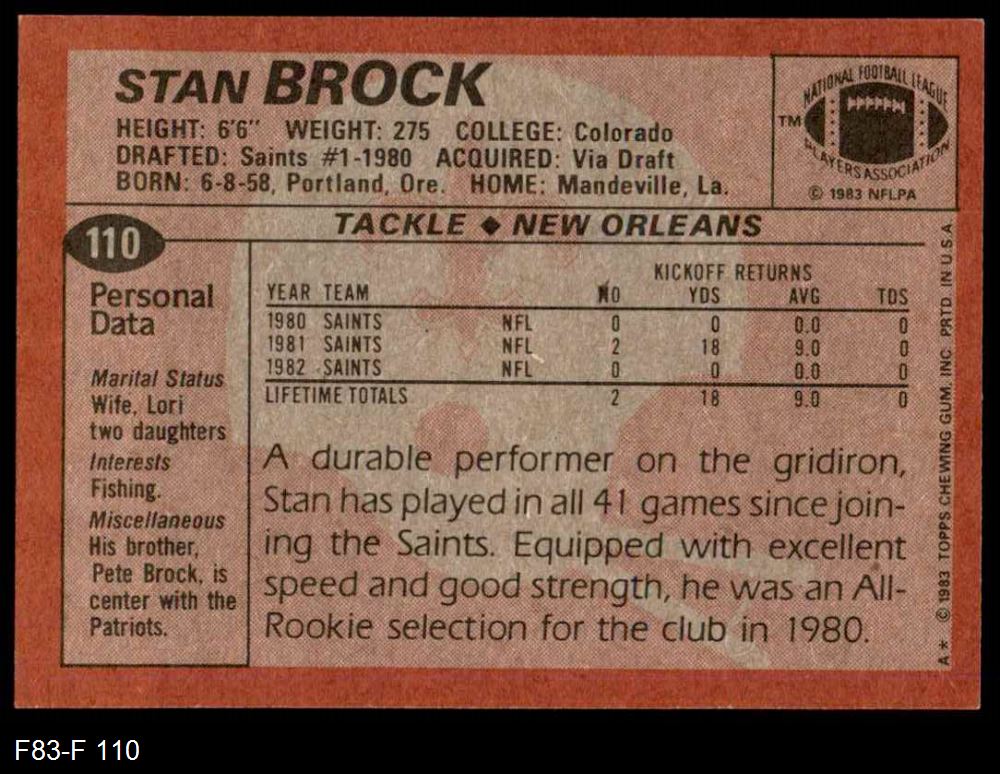 STAN BROCK
HEIGHT: 6'6" WEIGHT: 275 COLLEGE: Colorado
DRAFTED: Saints #1-1980 ACQUIRED: Via Draft
BORN: 6-8-58, Portland, Ore. HOME: Mandeville, La.
NATIONAL FOOTBALL LEAGUE
TM
PLAYERS ASSOCIATION
© 1983 NFLPA
TACKLE ◆ NEW ORLEANS
110
Personal
Data
Marital Status
Wife, Lori
two daughters
Interests
Fishing.
Miscellaneous
His brother,
Pete Brock, is
center with the
Patriots.
KICKOFF RETURNS
YEAR TEAM NO YDS AVG TDS
1980 SAINTS NFL 0 0 0.0 0
1981 SAINTS NFL 2 18 9.0 0
1982 SAINTS NFL 0 0 0.0 0
LIFETIME TOTALS 2 18 9.0 0
A durable performer on the gridiron,
Stan has played in all 41 games since join-
ing the Saints. Equipped with excellent
speed and good strength, he was an All-
Rookie selection for the club in 1980.
A* © 1983 TOPPS CHEWING GUM, INC. PRTD. IN U.S.A.
F83-F 110